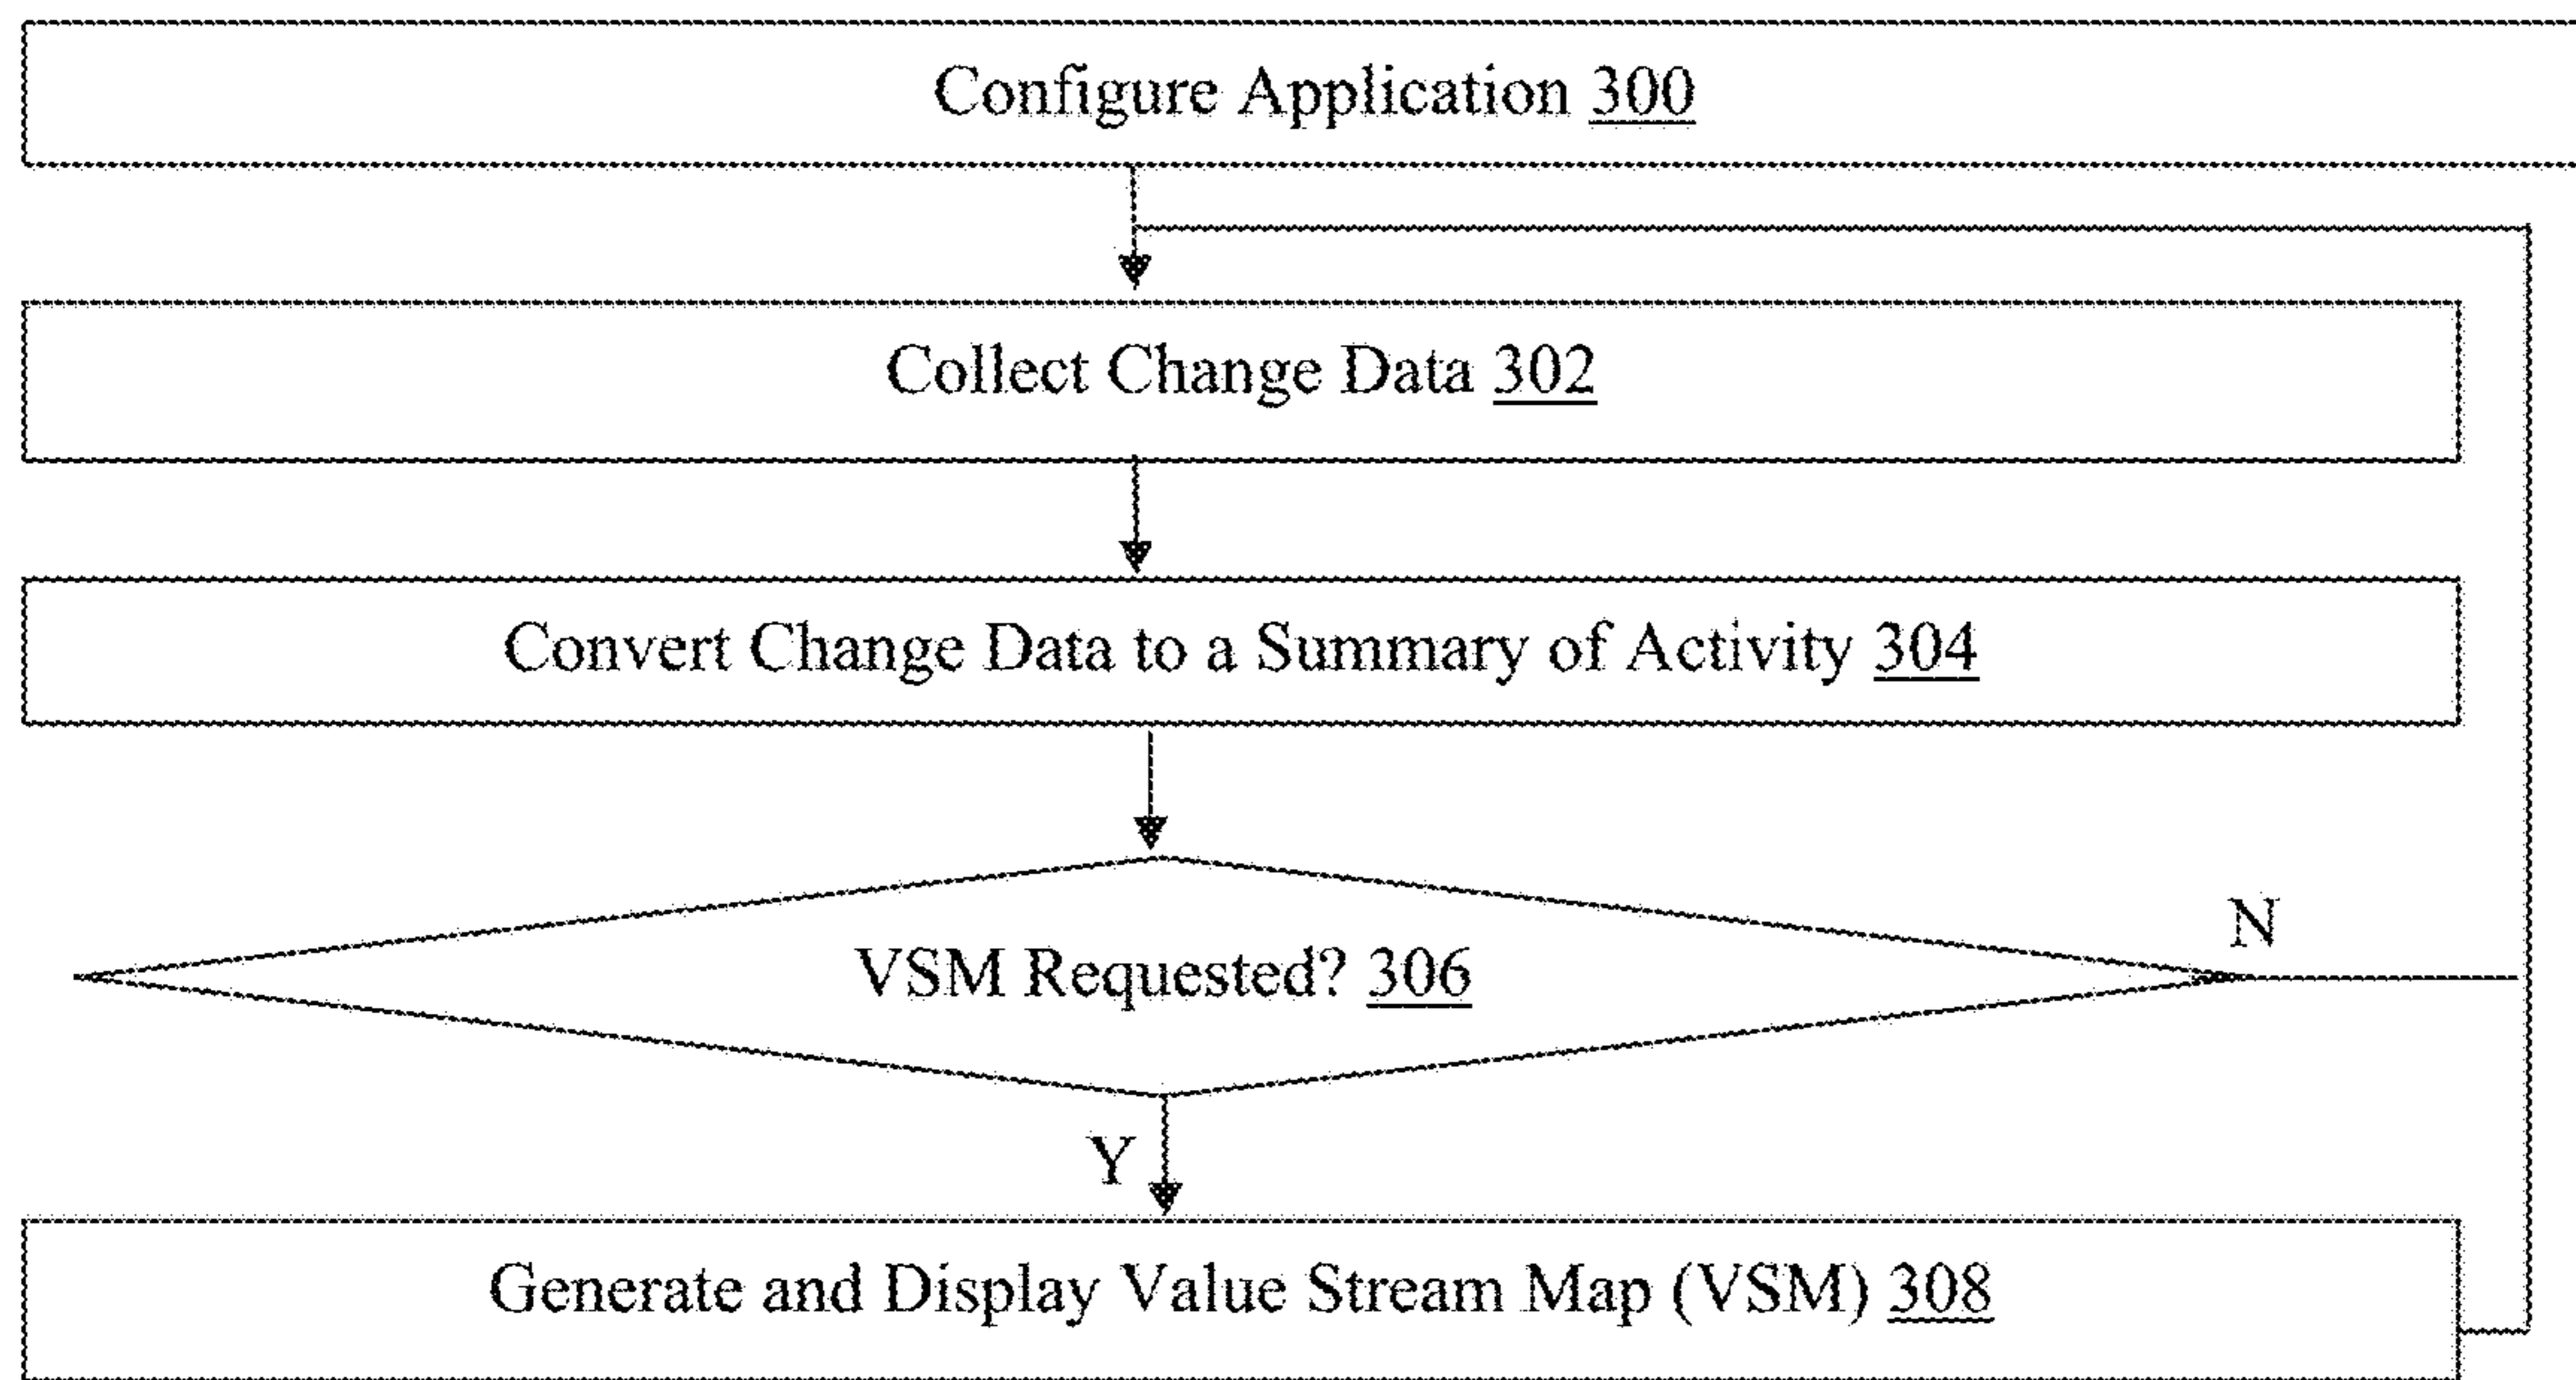 Configure Application 300
Collect Change Data 302
Convert Change Data to a Summary of Activity 304
N
VSM Requested? 306
Y
Generate and Display Value Stream Map (VSM) 308